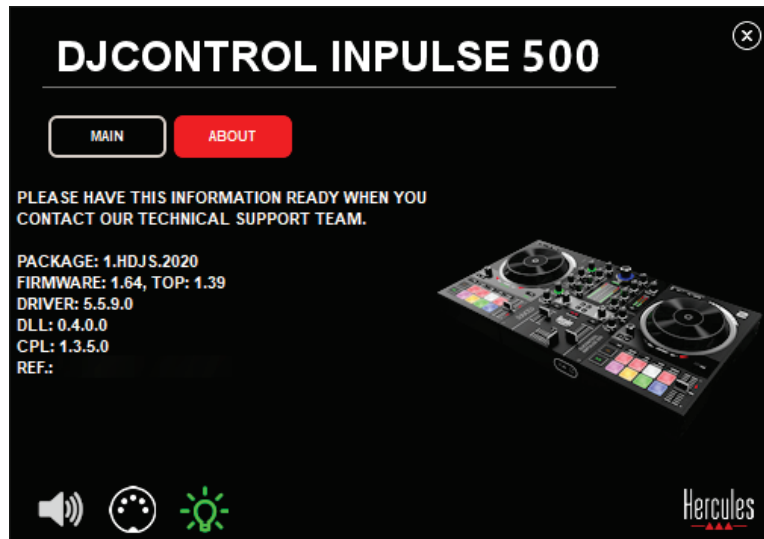 DJCONTROL INPULSE 500
MAIN
ABOUT
PLEASE HAVE THIS INFORMATION READY WHEN YOU
CONTACT OUR TECHNICAL SUPPORT TEAM.
PACKAGE: 1.HDJS.2020
FIRMWARE: 1.64, TOP: 1.39
DRIVER: 5.5.9.0
DLL: 0.4.0.0
CPL: 1.3.5.0
REF.:
Hercules